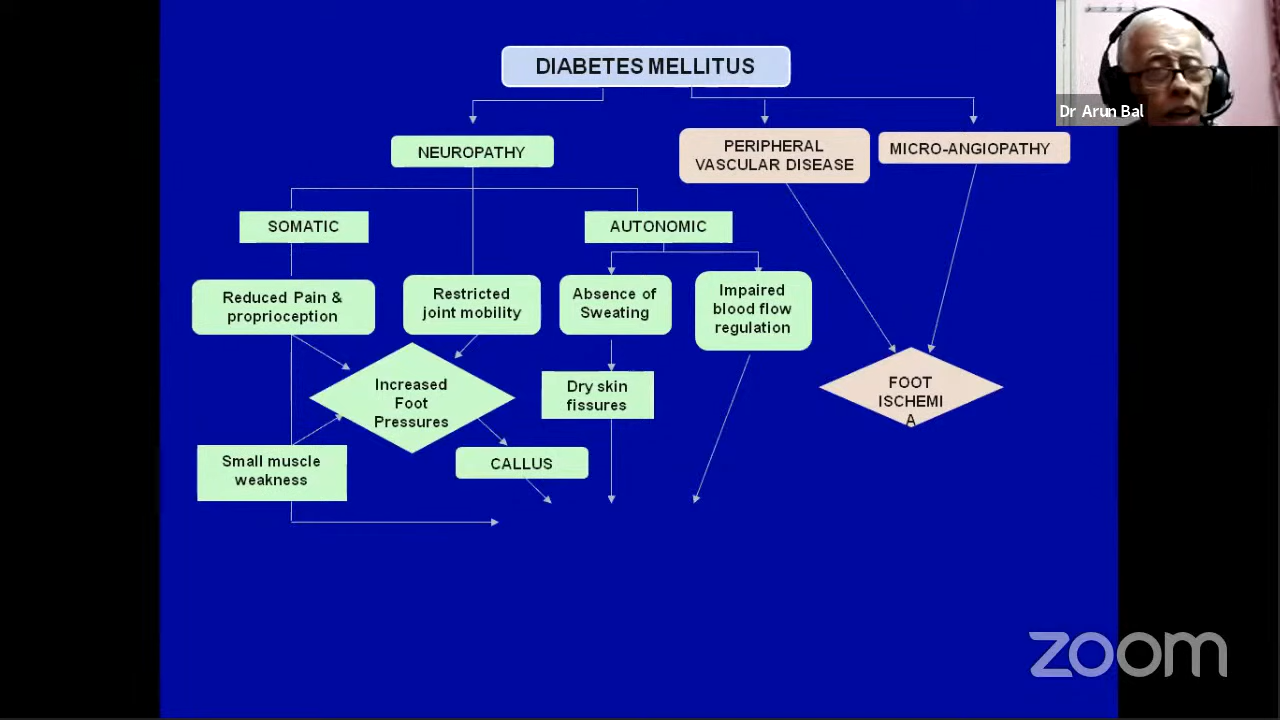 DIABETES MELLITUS
Dr Arun Bal
NEUROPATHY
PERIPHERAL
VASCULAR DISEASE
MICRO-ANGIOPATHY
SOMATIC
AUTONOMIC
Reduced Pain &
proprioception
Restricted
joint mobility
Absence of
Sweating
Impaired
blood flow
regulation
Increased
Foot
Pressures
Dry skin
fissures
FOOT
ISCHEMI
A
Small muscle
weakness
CALLUS
zoom